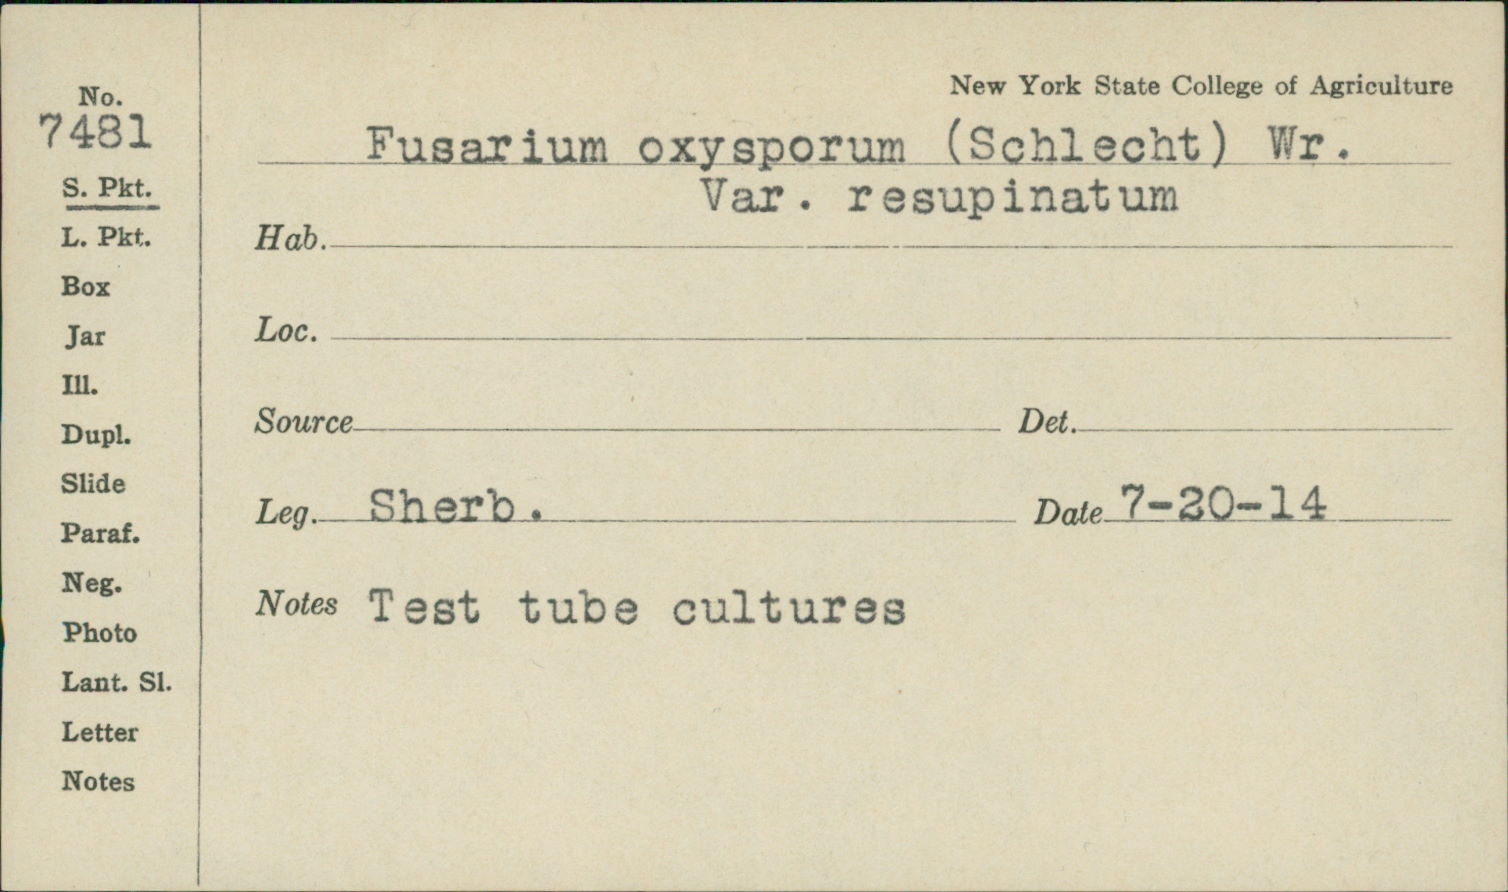 New York State College of Agriculture
No.
7481
S. Pkt.
L. Pkt.
Box
Jar
Ill.
Dupl.
Slide
Paraf.
Neg.
Photo
Lant. Sl.
Letter
Notes
Fusarium oxysporum (Schlecht) Wr.
Var. resupinatum
Hab.
Loc.
Source Det.
Leg. Sherb. Date 7-20-14
Notes Test tube cultures